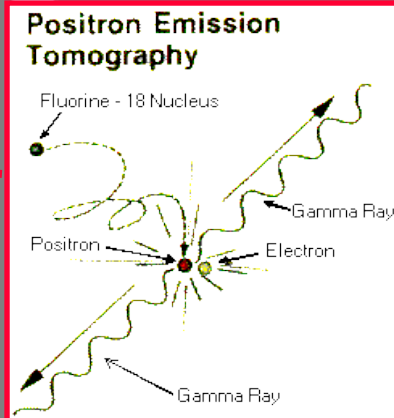 Positron Emission
Tomography
Fluorine - 18 Nucleus
Gamma Ray
Positron
Electron
Gamma Ray